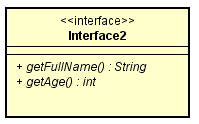 <<interface>>
Interface2
+ getFullName() : String
+ getAge() : int